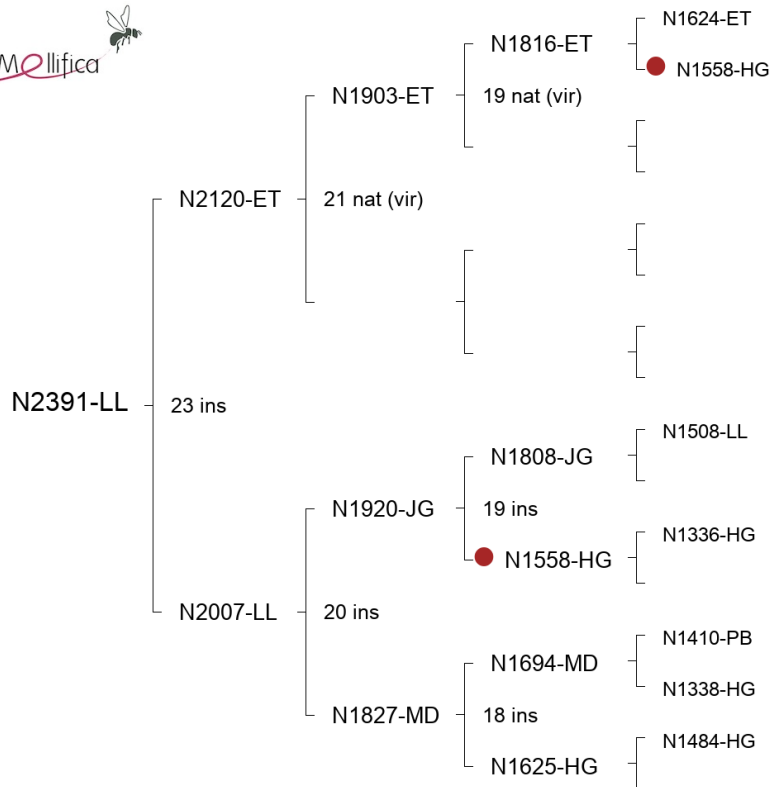 Mellifica
N1624-ET
N1816-ET
N1558-HG
N1903-ET
19 nat (vir)
N2120-ET
21 nat (vir)
N2391-LL
23 ins
N1508-LL
N1808-JG
N1920-JG
19 ins
N1336-HG
N1558-HG
N2007-LL
20 ins
N1410-PB
N1694-MD
N1338-HG
N1827-MD
18 ins
N1484-HG
N1625-HG